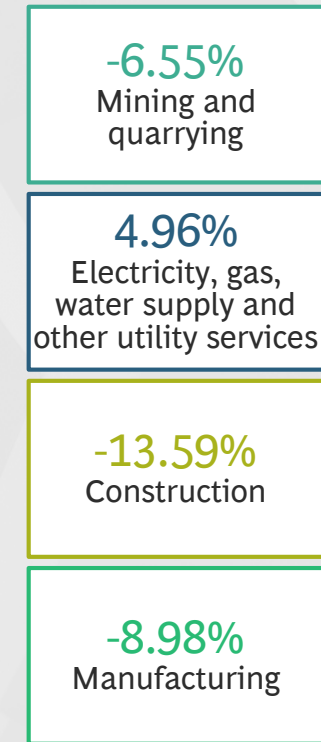 -6.55%
Mining and
quarrying
4.96%
Electricity, gas,
water supply and
other utility services
-13.59%
Construction
-8.98%
Manufacturing